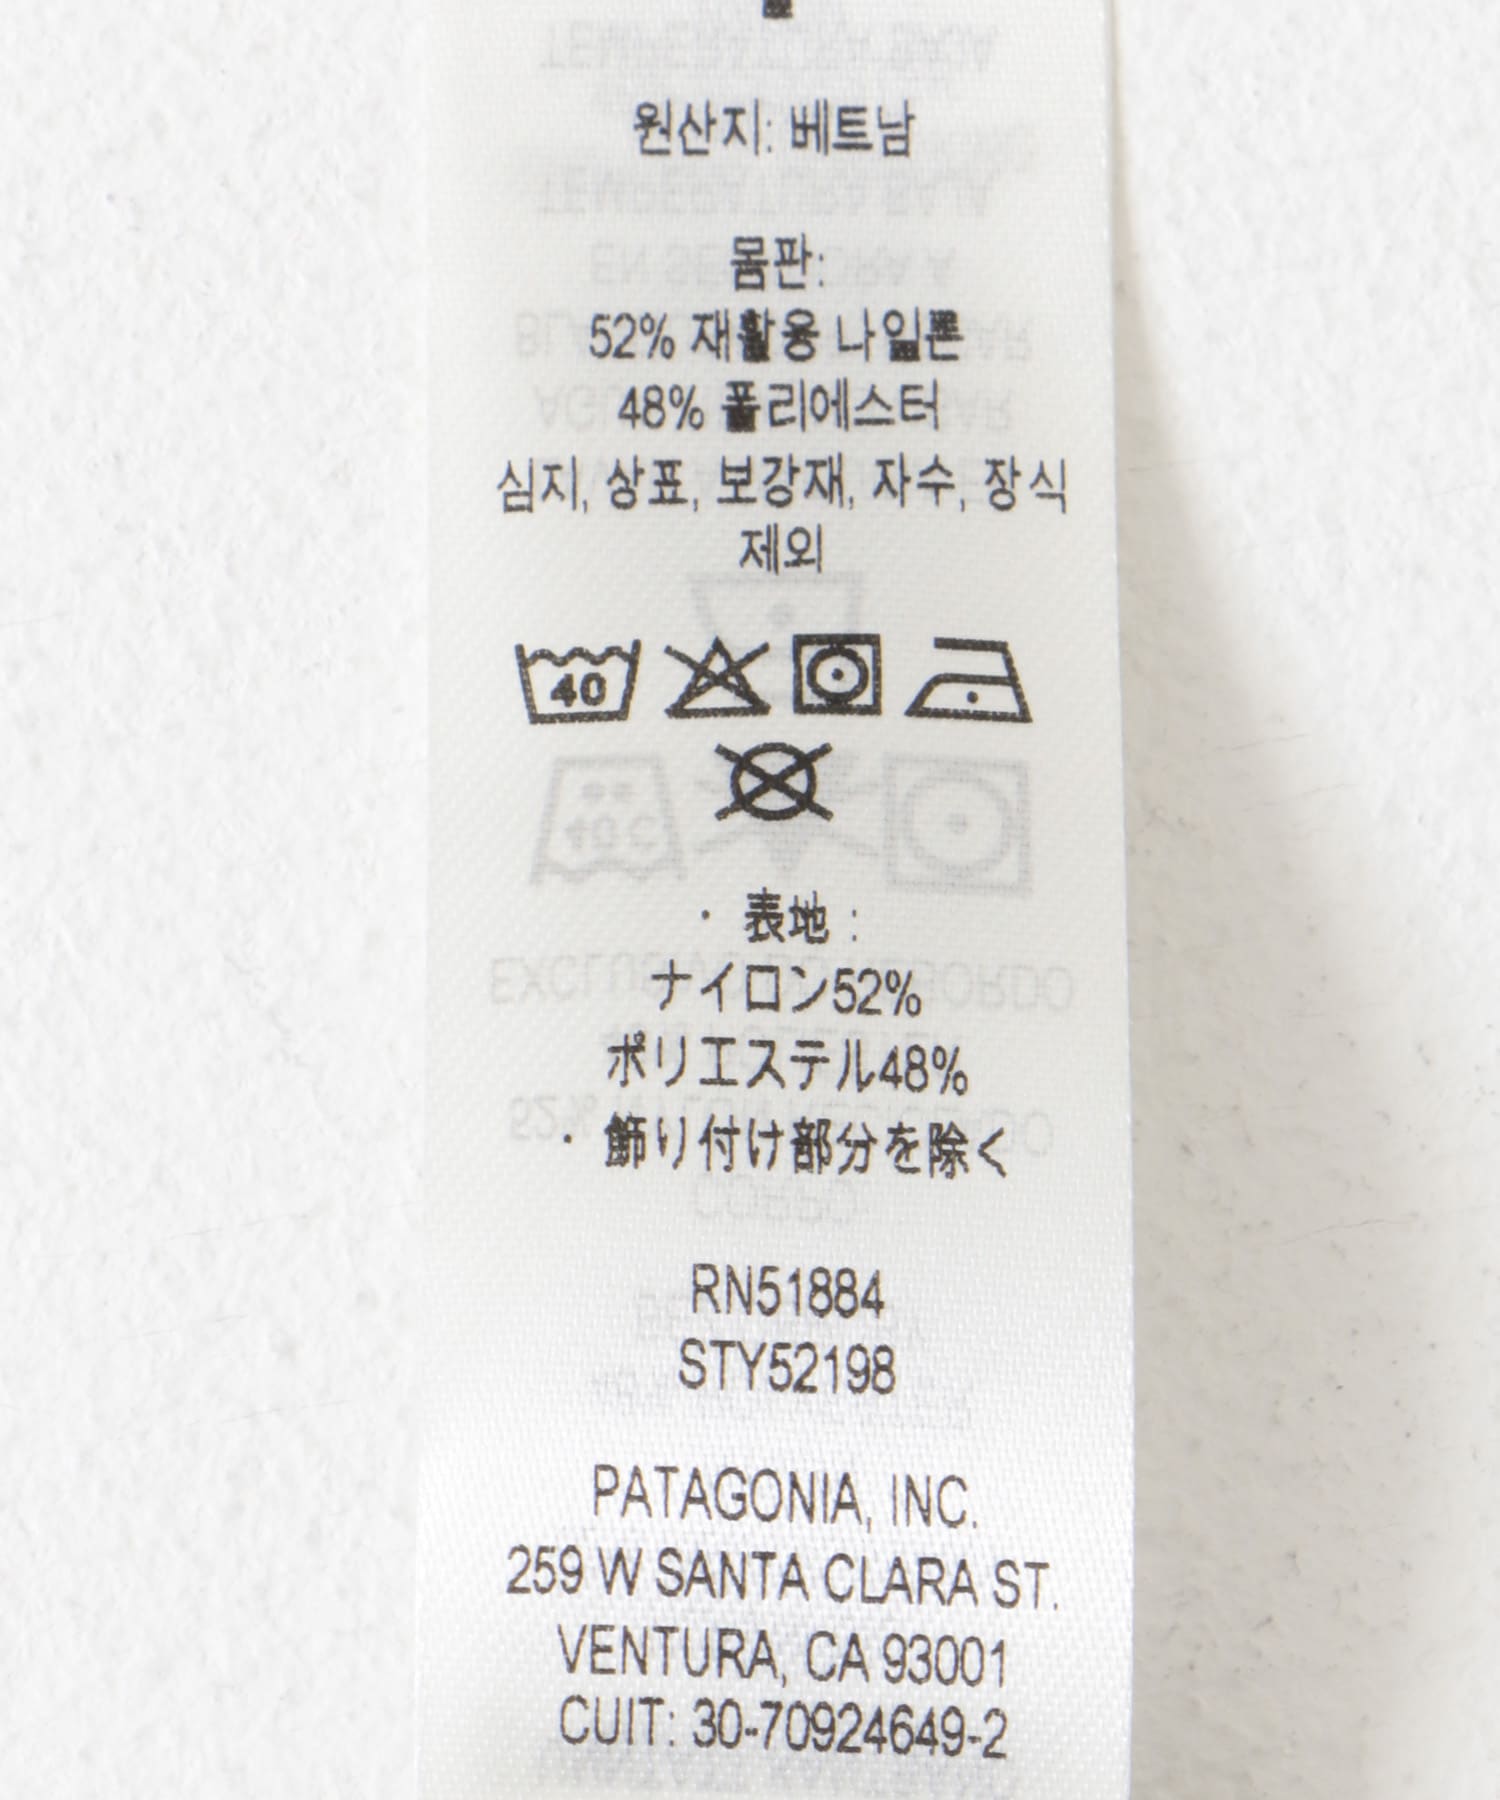 원산지: 베트남
몸판:
52% 재활용 나일론
48% 폴리에스터
심지, 상표, 보강재, 자수, 장식
제외
40
・ 表地 :
ナイロン52%
ポリエステル48%
・ 飾り付け部分を除く
RN51884
STY52198
PATAGONIA, INC.
259 W SANTA CLARA ST.
VENTURA, CA 93001
CUIT: 30-70924649-2